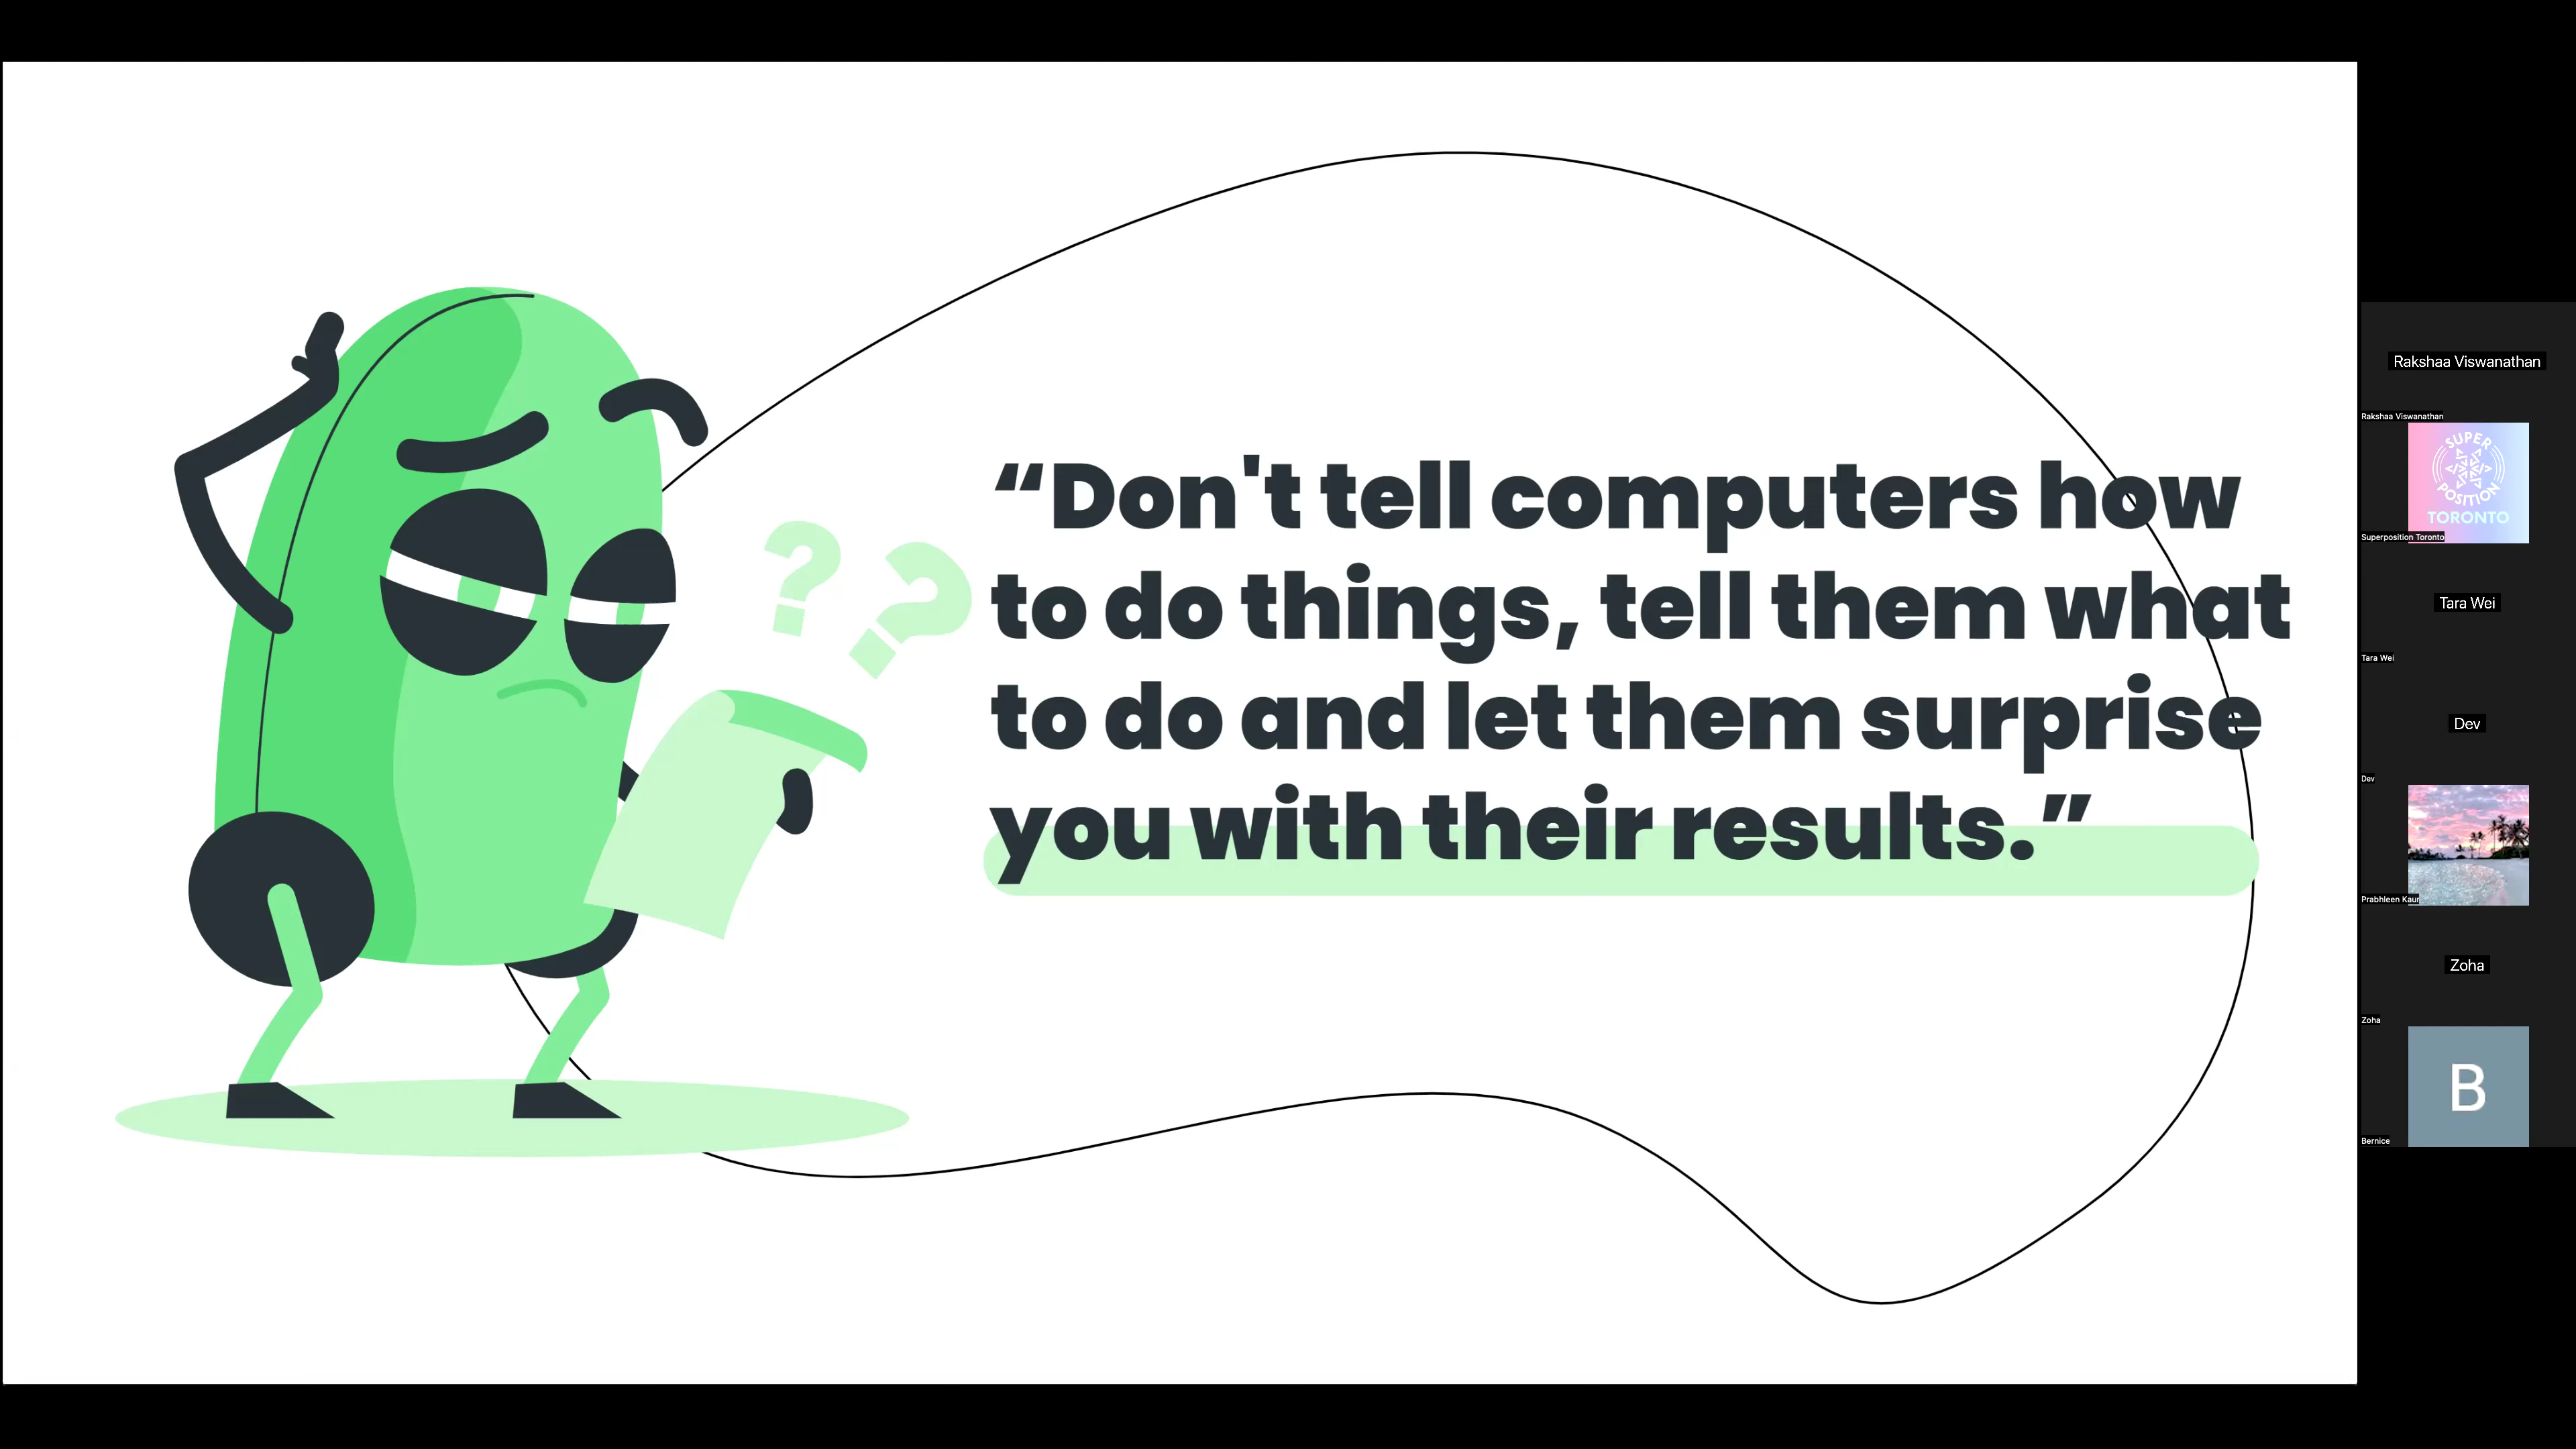 “Don't tell computers how
to do things, tell them what
to do and let them surprise
you with their results.”
? ?
Rakshaa Viswanathan
Rakshaa Viswanathan
SUPER
POSITION
TORONTO
Superposition Toronto
Tara Wei
Tara Wei
Dev
Dev
Prabhleen Kaur
Zoha
Zoha
B
Bernice